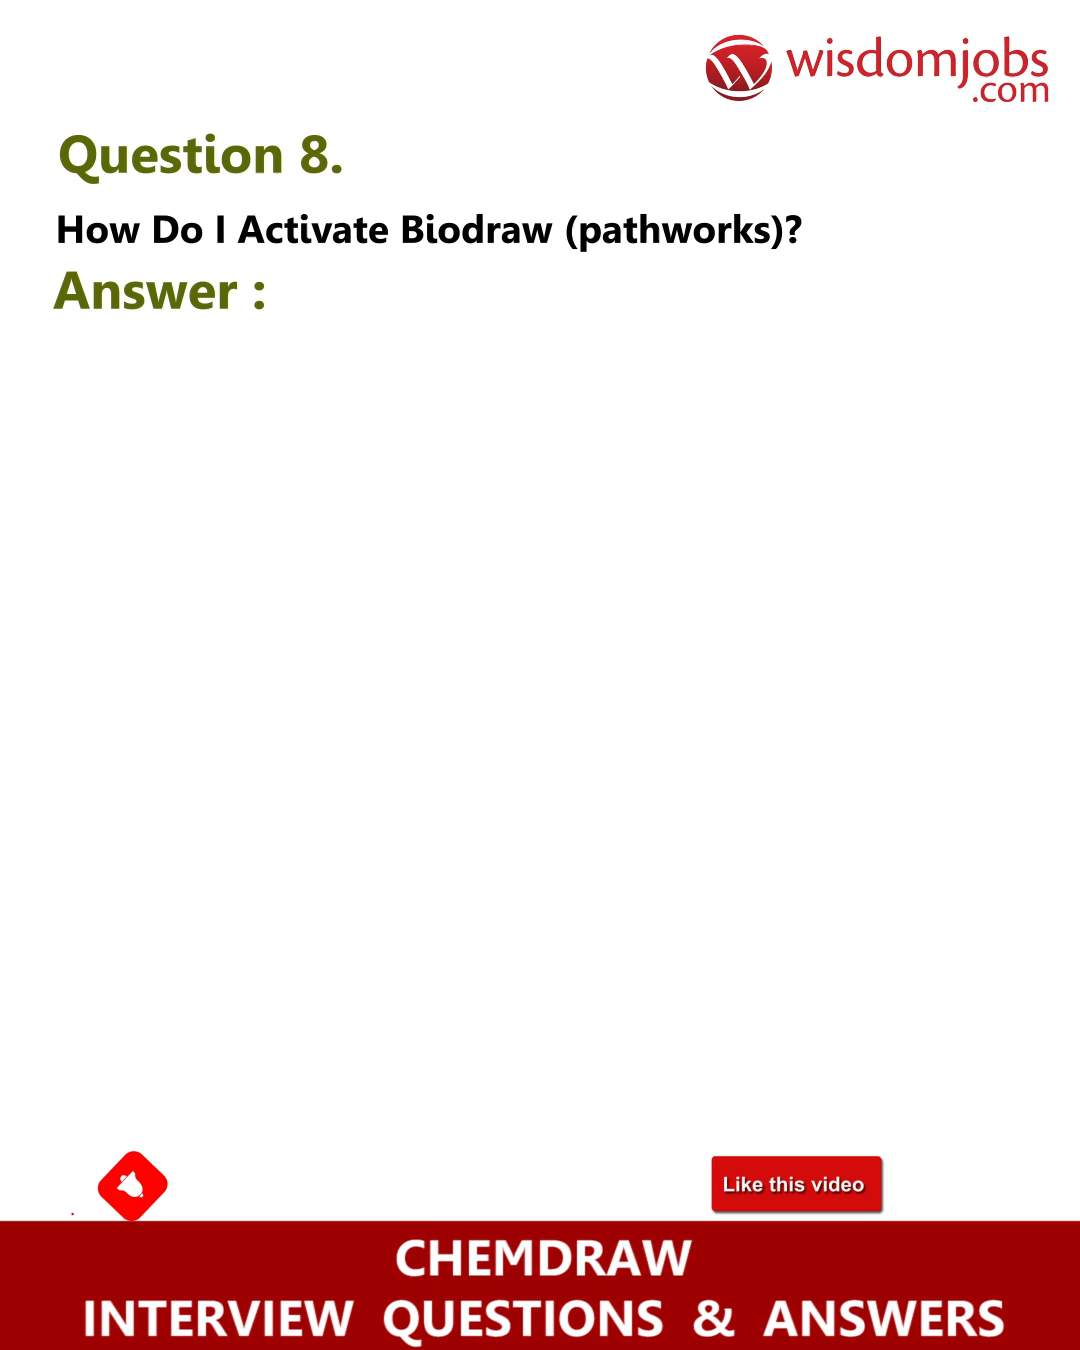 wisdomjobs
.com
Question 8.
How Do I Activate Biodraw (pathworks)?
Answer :
Like this video
CHEMDRAW
INTERVIEW QUESTIONS & ANSWERS